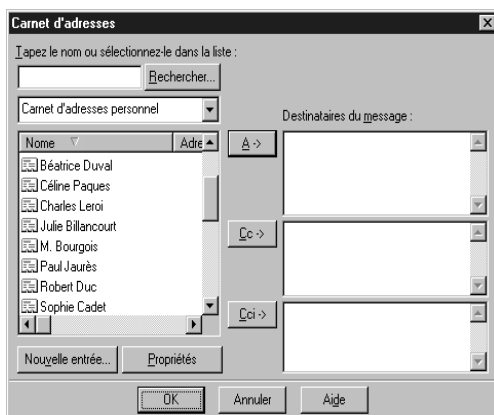 Carnet d'adresses
Tapez le nom ou sélectionnez-le dans la liste :
Rechercher...
Carnet d'adresses personnel
Destinataires du message :
Nome Adre
A ->
Béatrice Duval
Céline Paques
Charles Leroi
Julie Billancourt
M. Bourgois
Paul Jaurès
Robert Duc
Sophie Cadet
Cc ->
Cci ->
Nouvelle entrée... Propriétés
OK Annuler Aide